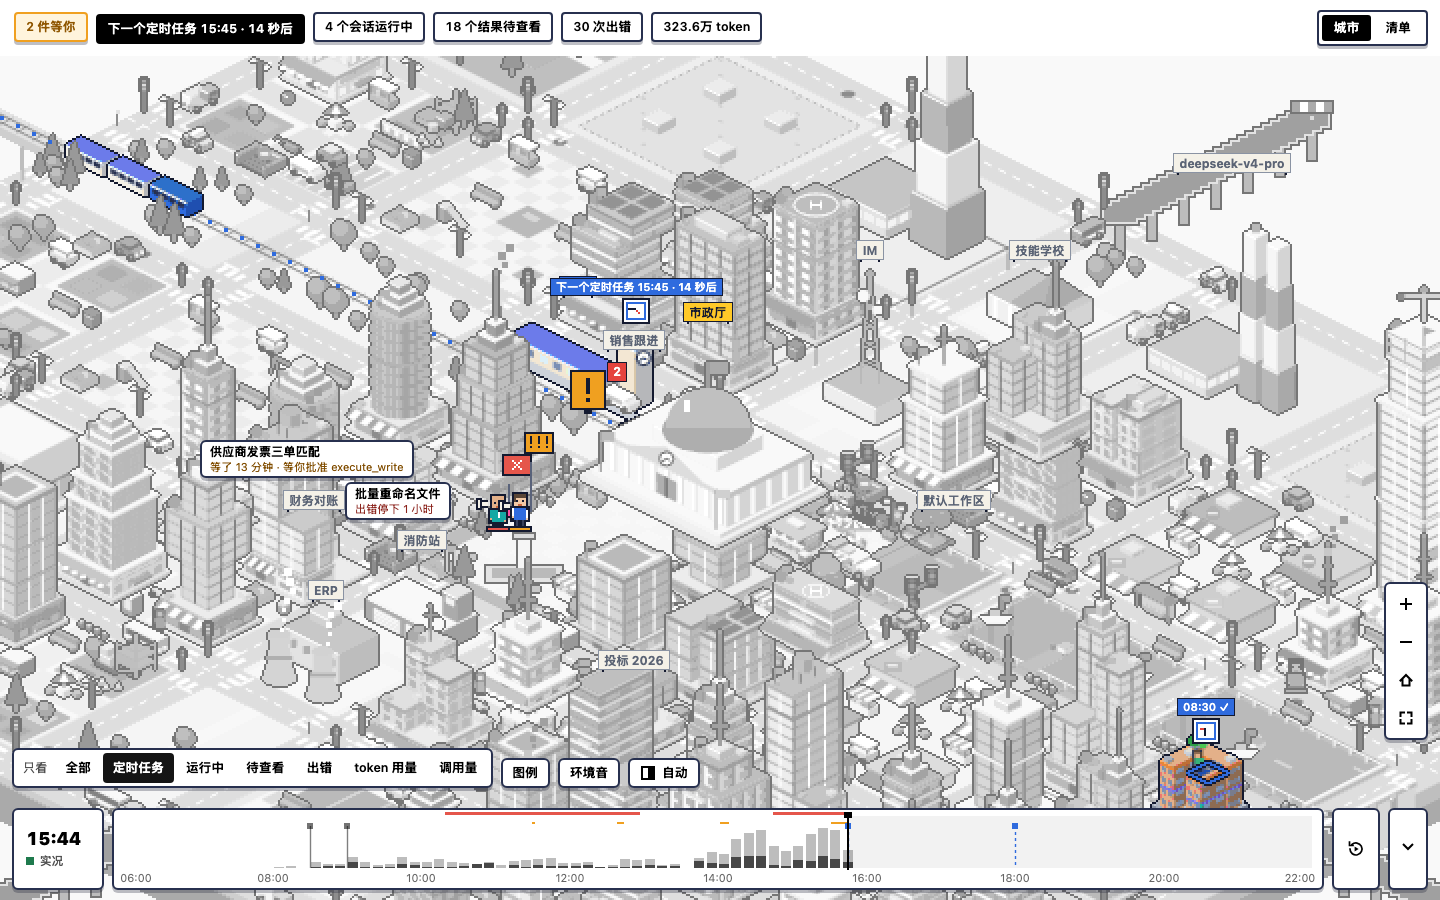 2 件等你
下一个定时任务 15:45 · 14 秒后
4 个会话运行中
18 个结果待查看
30 次出错
323.6万 token
城市
清单
deepseek-v4-pro
IM
技能学校
下一个定时任务 15:45 · 14 秒后
市政厅
销售跟进
2
!
!!!
供应商发票三单匹配
等了 13 分钟 · 等你批准 execute_write
财务对账
批量重命名文件
出错停下 1 小时
默认工作区
消防站
ERP
投标 2026
08:30 ✓
只看
全部
定时任务
运行中
待查看
出错
token 用量
调用量
图例
环境音
自动
15:44
实况
06:00
08:00
10:00
12:00
14:00
16:00
18:00
20:00
22:00